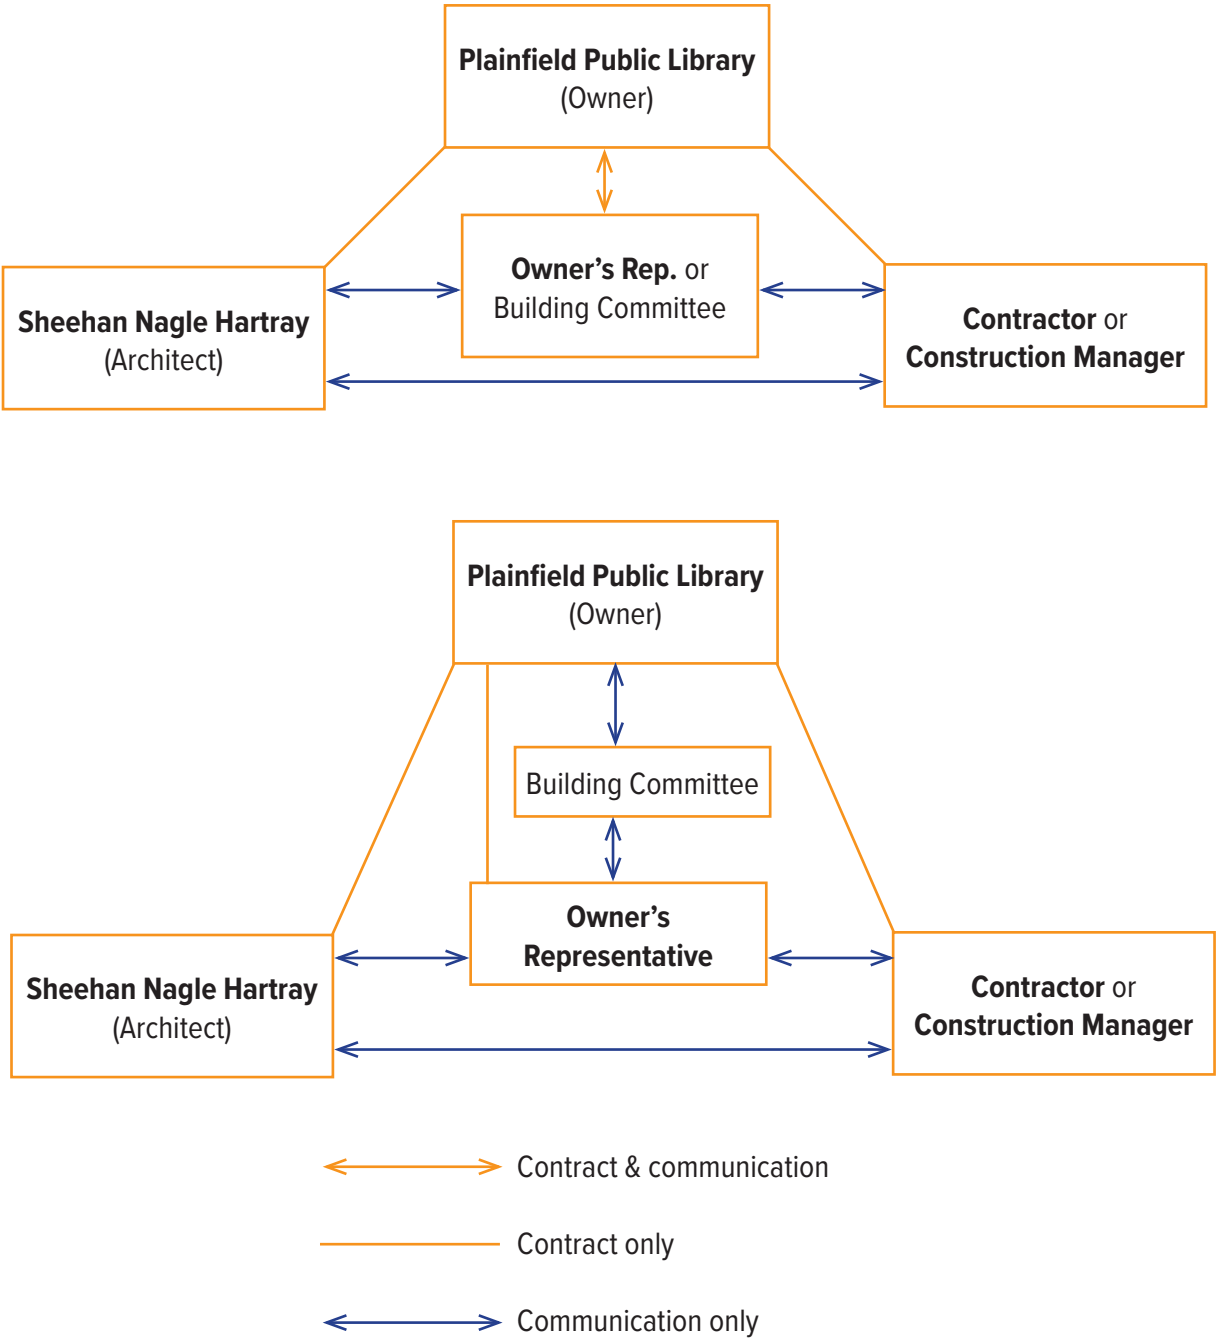 Plainfield Public Library
(Owner)
Owner’s Rep. or
Building Committee
Sheehan Nagle Hartray
(Architect)
Contractor or
Construction Manager
Plainfield Public Library
(Owner)
Building Committee
Owner’s
Representative
Sheehan Nagle Hartray
(Architect)
Contractor or
Construction Manager
Contract & communication
Contract only
Communication only